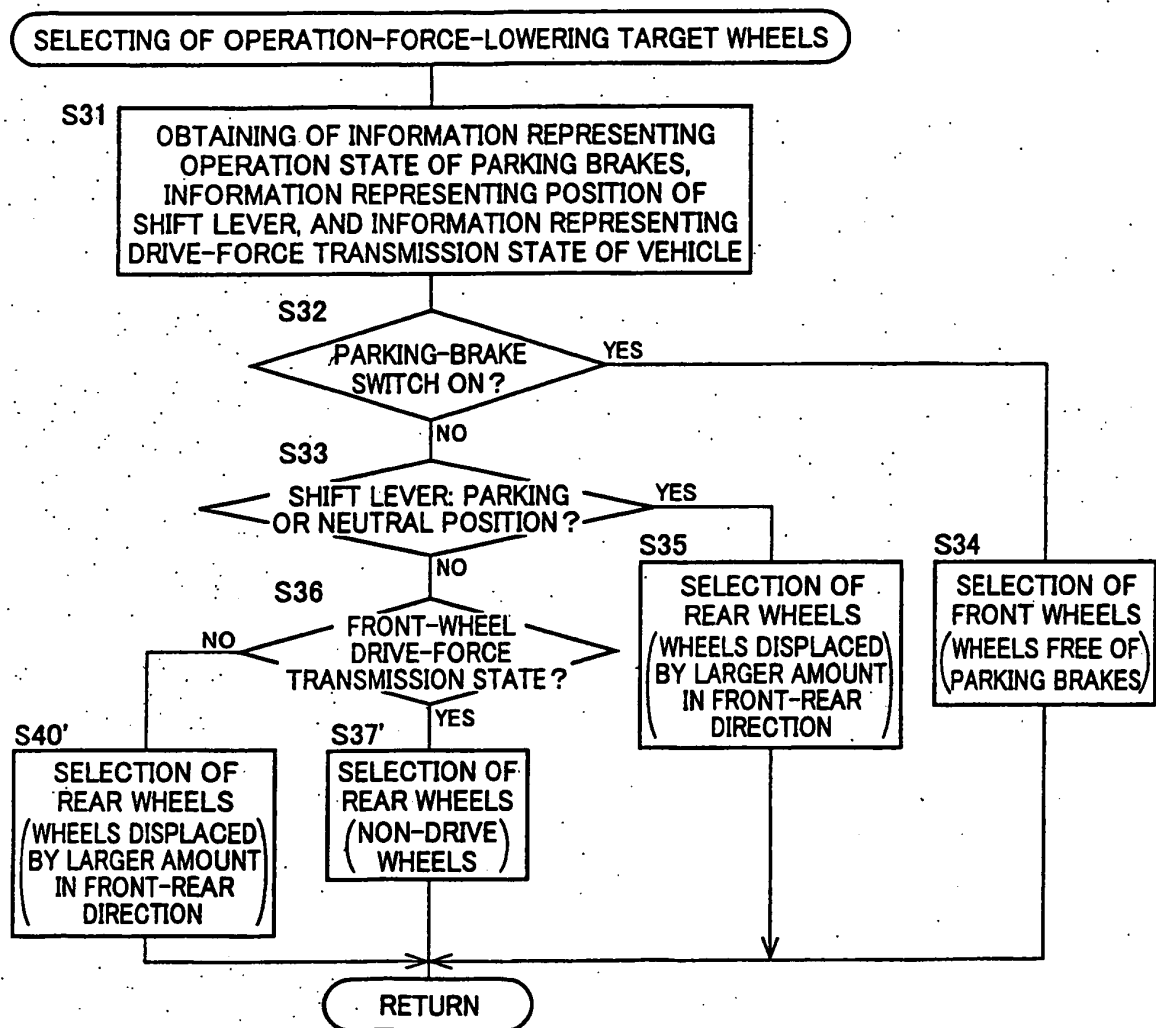 SELECTING OF OPERATION-FORCE-LOWERING TARGET WHEELS
S31
OBTAINING OF INFORMATION REPRESENTING
OPERATION STATE OF PARKING BRAKES,
INFORMATION REPRESENTING POSITION OF
SHIFT LEVER, AND INFORMATION REPRESENTING
DRIVE-FORCE TRANSMISSION STATE OF VEHICLE
S32
PARKING-BRAKE
SWITCH ON?
YES
NO
S33
SHIFT LEVER: PARKING
OR NEUTRAL POSITION?
YES
NO
S35
SELECTION OF
REAR WHEELS
(WHEELS DISPLACED
BY LARGER AMOUNT
IN FRONT-REAR
DIRECTION)
S34
SELECTION OF
FRONT WHEELS
(WHEELS FREE OF
PARKING BRAKES)
S36
FRONT-WHEEL
DRIVE-FORCE
TRANSMISSION STATE?
NO
YES
S40'
SELECTION OF
REAR WHEELS
(WHEELS DISPLACED
BY LARGER AMOUNT
IN FRONT-REAR
DIRECTION)
S37'
SELECTION OF
REAR WHEELS
(NON-DRIVE
WHEELS)
RETURN